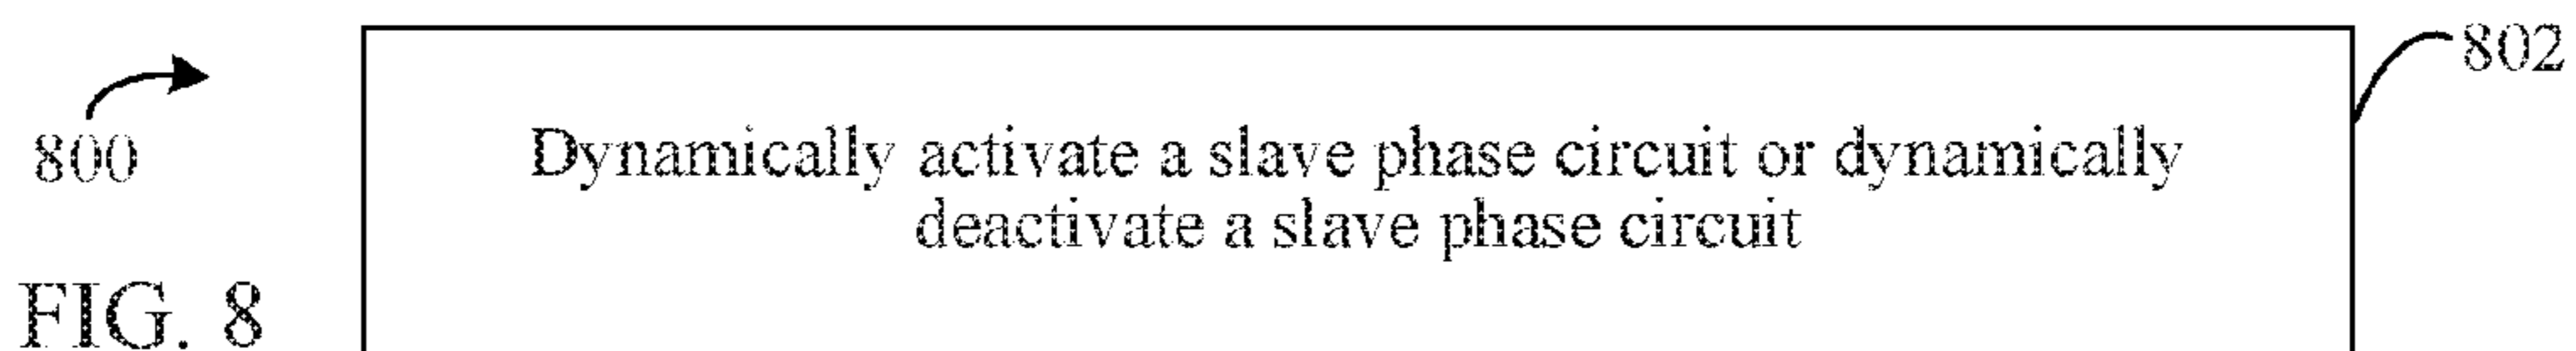 802
800
Dynamically activate a slave phase circuit or dynamically
deactivate a slave phase circuit
FIG. 8